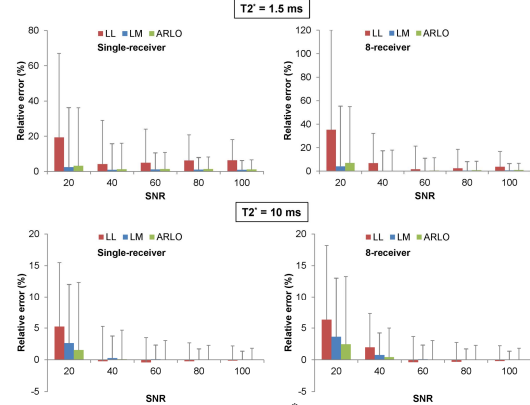 T2* = 1.5 ms
80
60
40
20
0
Relative error (%)
LL LM ARLO
Single-receiver
20 40 60 80 100
SNR
120
100
80
60
40
20
0
Relative error (%)
LL LM ARLO
8-receiver
20 40 60 80 100
SNR
T2* = 10 ms
20
15
10
5
0
-5
Relative error (%)
LL LM ARLO
Single-receiver
20 40 60 80 100
SNR
20
15
10
5
0
-5
Relative error (%)
LL LM ARLO
8-receiver
20 40 60 80 100
SNR